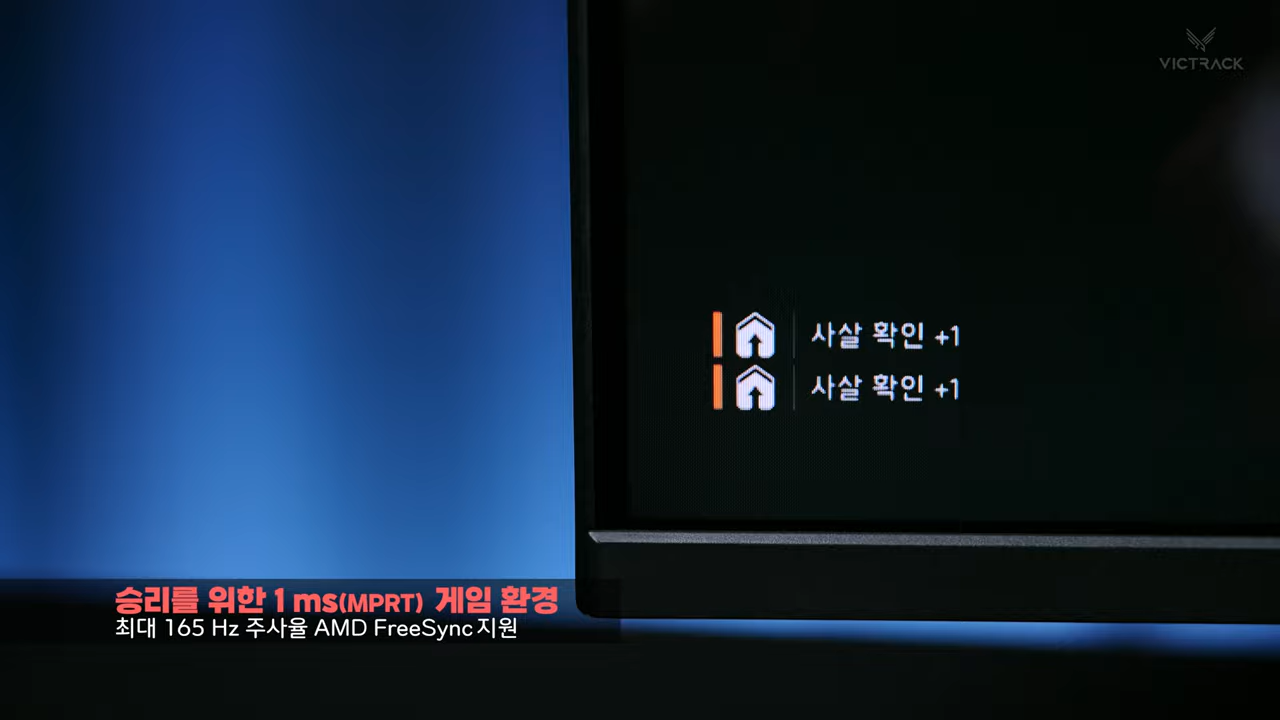 VICTRACK
사살 확인 +1
사살 확인 +1
승리를 위한 1 ms(MPRT) 게임 환경
최대 165 Hz 주사율 AMD FreeSync 지원